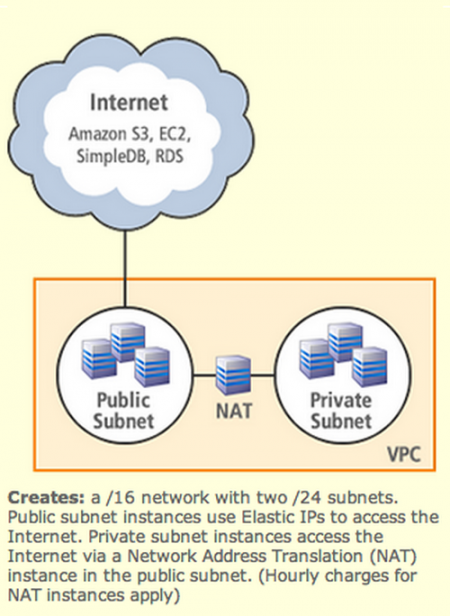 Internet
Amazon S3, EC2,
SimpleDB, RDS
Public
Subnet
NAT
Private
Subnet
VPC
Creates: a /16 network with two /24 subnets.
Public subnet instances use Elastic IPs to access the
Internet. Private subnet instances access the
Internet via a Network Address Translation (NAT)
instance in the public subnet. (Hourly charges for
NAT instances apply)